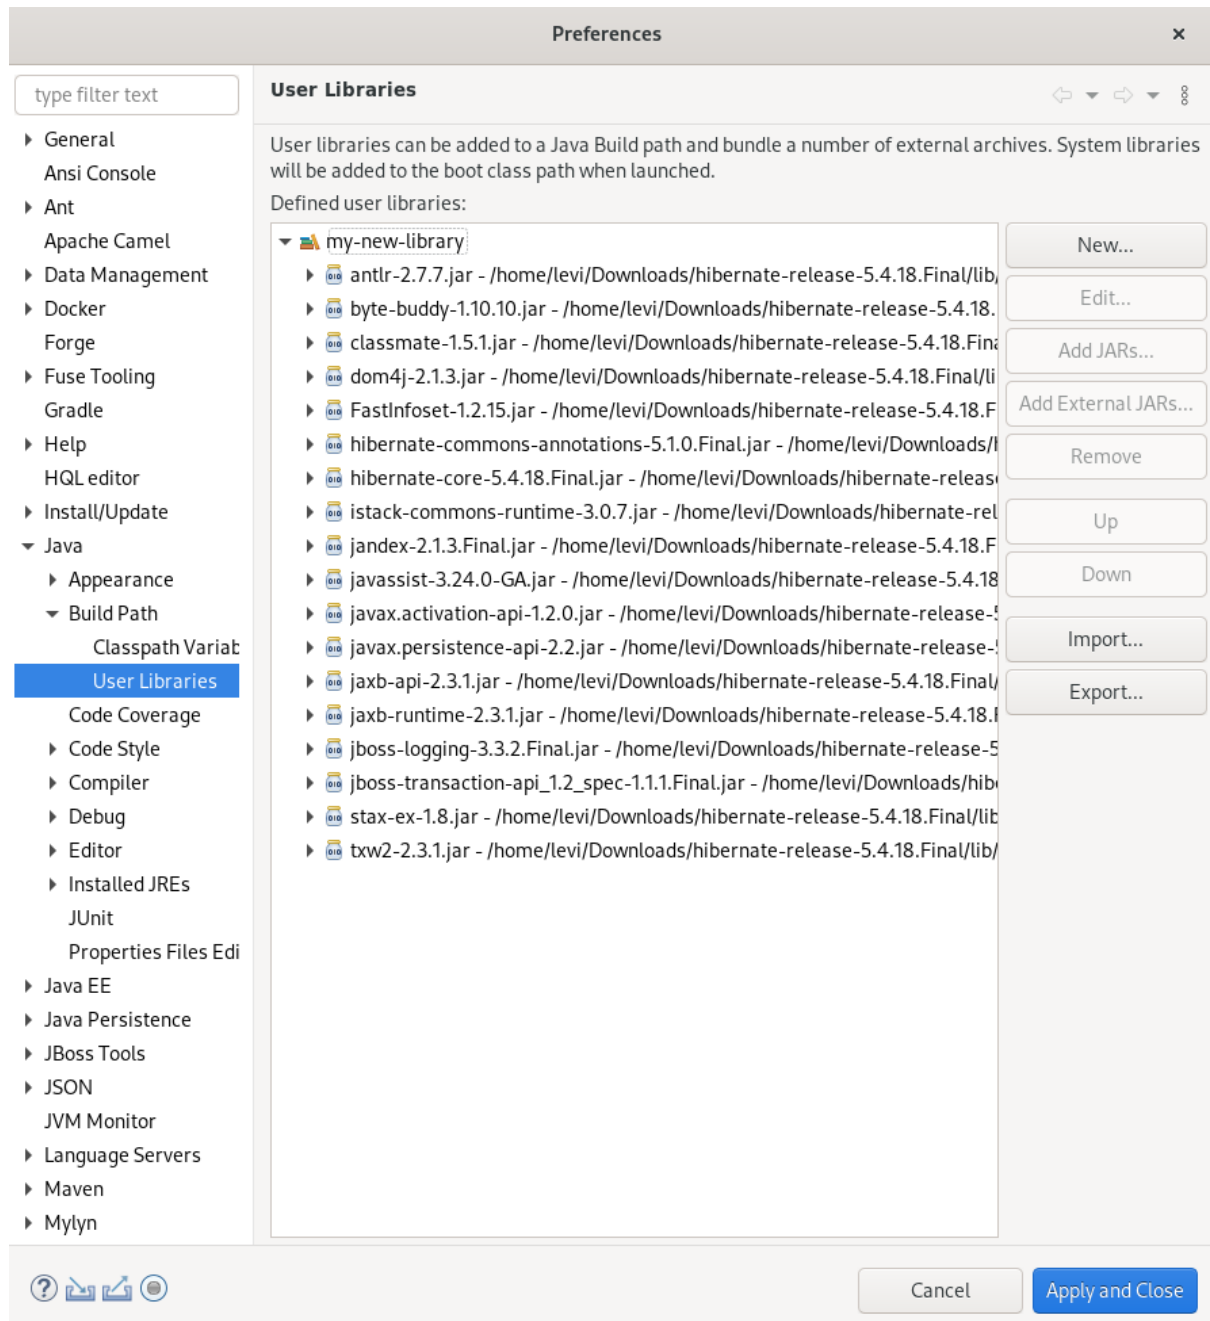 Preferences
type filter text
General
Ansi Console
Ant
Apache Camel
Data Management
Docker
Forge
Fuse Tooling
Gradle
Help
HQL editor
Install/Update
Java
Appearance
Build Path
Classpath Variab
User Libraries
Code Coverage
Code Style
Compiler
Debug
Editor
Installed JREs
JUnit
Properties Files Edi
Java EE
Java Persistence
JBoss Tools
JSON
JVM Monitor
Language Servers
Maven
Mylyn
User Libraries
User libraries can be added to a Java Build path and bundle a number of external archives. System libraries
will be added to the boot class path when launched.
Defined user libraries:
my-new-library
antlr-2.7.7.jar - /home/levi/Downloads/hibernate-release-5.4.18.Final/lib/
byte-buddy-1.10.10.jar - /home/levi/Downloads/hibernate-release-5.4.18.
classmate-1.5.1.jar - /home/levi/Downloads/hibernate-release-5.4.18.Fina
dom4j-2.1.3.jar - /home/levi/Downloads/hibernate-release-5.4.18.Final/li
FastInfoset-1.2.15.jar - /home/levi/Downloads/hibernate-release-5.4.18.F
hibernate-commons-annotations-5.1.0.Final.jar - /home/levi/Downloads/h
hibernate-core-5.4.18.Final.jar - /home/levi/Downloads/hibernate-releas
istack-commons-runtime-3.0.7.jar - /home/levi/Downloads/hibernate-rel
jandex-2.1.3.Final.jar - /home/levi/Downloads/hibernate-release-5.4.18.F
javassist-3.24.0-GA.jar - /home/levi/Downloads/hibernate-release-5.4.18
javax.activation-api-1.2.0.jar - /home/levi/Downloads/hibernate-release-5
javax.persistence-api-2.2.jar - /home/levi/Downloads/hibernate-release-5
jaxb-api-2.3.1.jar - /home/levi/Downloads/hibernate-release-5.4.18.Final/
jaxb-runtime-2.3.1.jar - /home/levi/Downloads/hibernate-release-5.4.18.F
jboss-logging-3.3.2.Final.jar - /home/levi/Downloads/hibernate-release-5
jboss-transaction-api_1.2_spec-1.1.1.Final.jar - /home/levi/Downloads/hibe
stax-ex-1.8.jar - /home/levi/Downloads/hibernate-release-5.4.18.Final/lib
txw2-2.3.1.jar - /home/levi/Downloads/hibernate-release-5.4.18.Final/lib/
New...
Edit...
Add JARs...
Add External JARs...
Remove
Up
Down
Import...
Export...
Cancel
Apply and Close